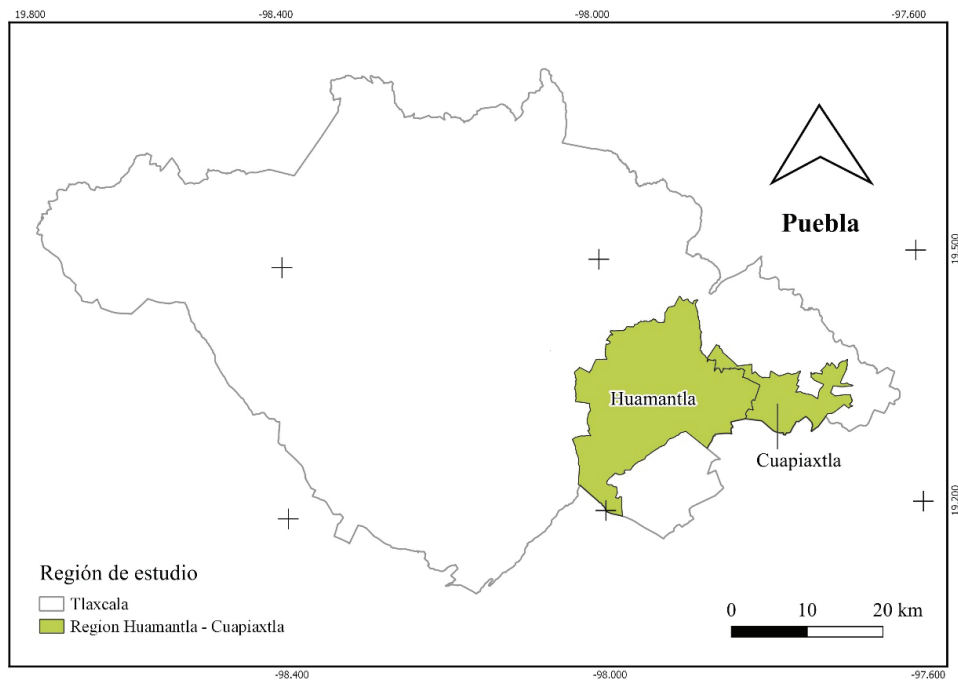 19.800
-98.400
-98.000
-97.600
Puebla
19.500
Huamantla
Cuapiaxtla
19.200
Región de estudio
Tlaxcala
Region Huamantla - Cuapiaxtla
0 10 20 km
-98.400
-98.000
-97.600